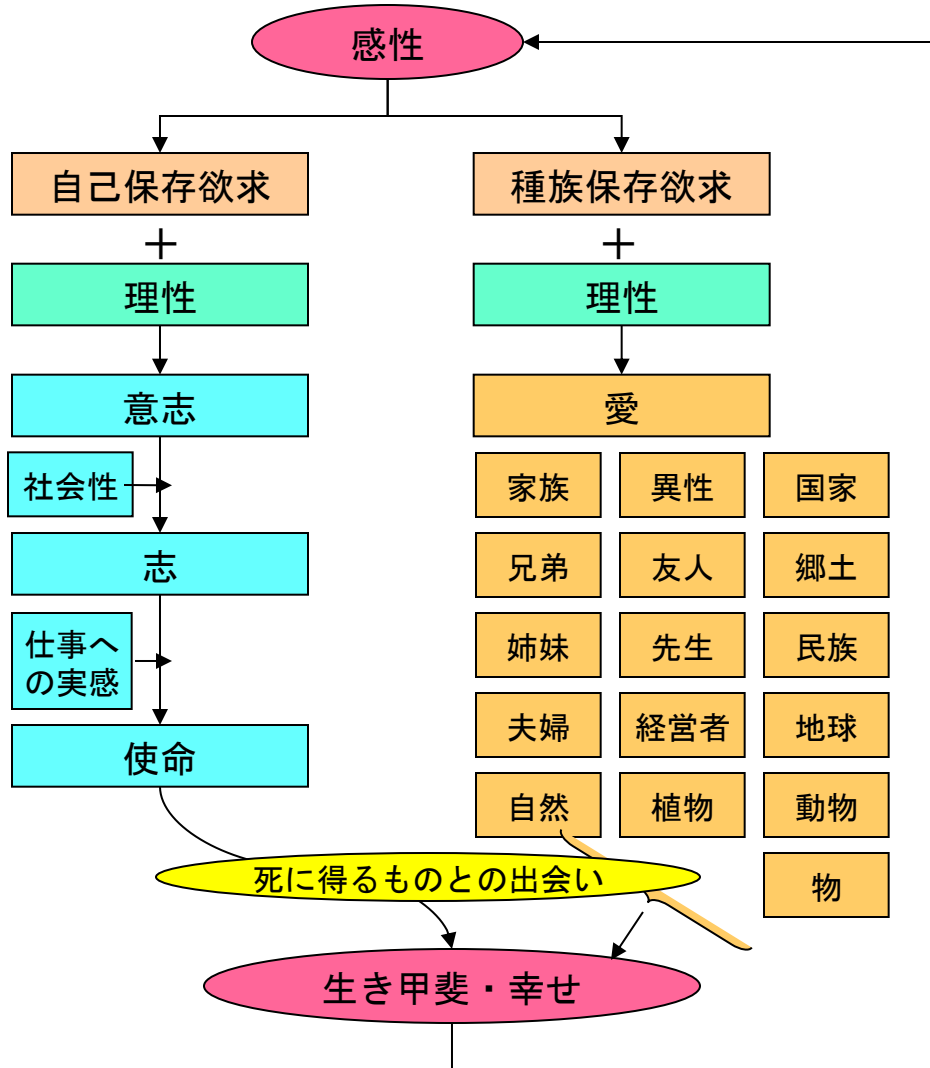 感性
自己保存欲求
種族保存欲求
＋
＋
理性
理性
意志
愛
社会性
家族
異性
国家
志
兄弟
友人
郷土
仕事へ
の実感
姉妹
先生
民族
使命
夫婦
経営者
地球
自然
植物
動物
死に得るものとの出会い
物
生き甲斐・幸せ